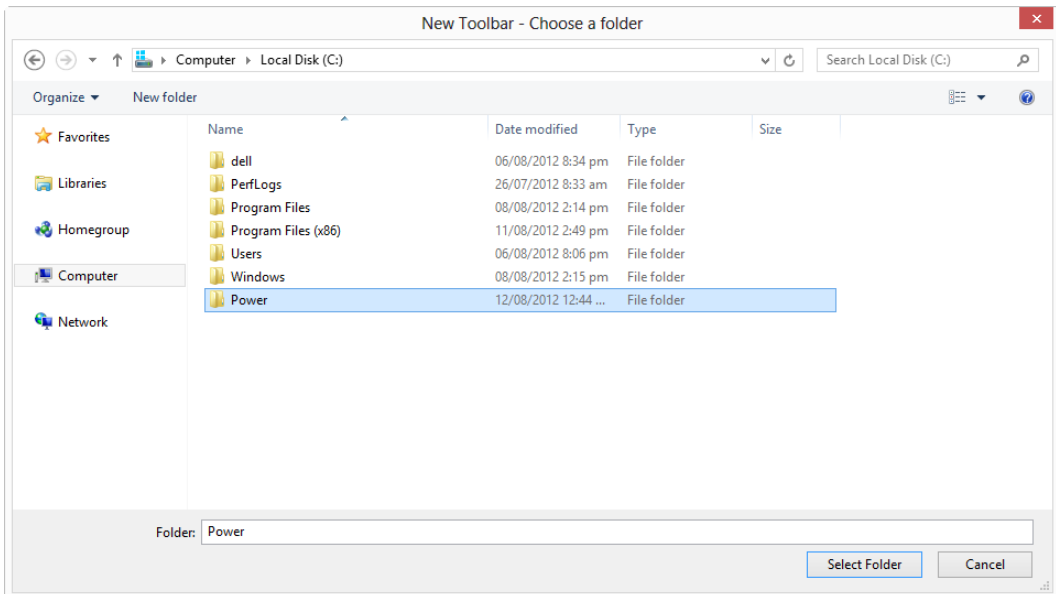 New Toolbar - Choose a folder
Computer Local Disk (C:) Search Local Disk (C:)
Organize New folder
Name Date modified Type Size
Favorites
dell 06/08/2012 8:34 pm File folder
Libraries PerfLogs 26/07/2012 8:33 am File folder
Program Files 08/08/2012 2:14 pm File folder
Homegroup Program Files (x86) 11/08/2012 2:49 pm File folder
Users 06/08/2012 8:06 pm File folder
Computer Windows 08/08/2012 2:15 pm File folder
Power 12/08/2012 12:44 ... File folder
Network
Folder: Power
Select Folder Cancel